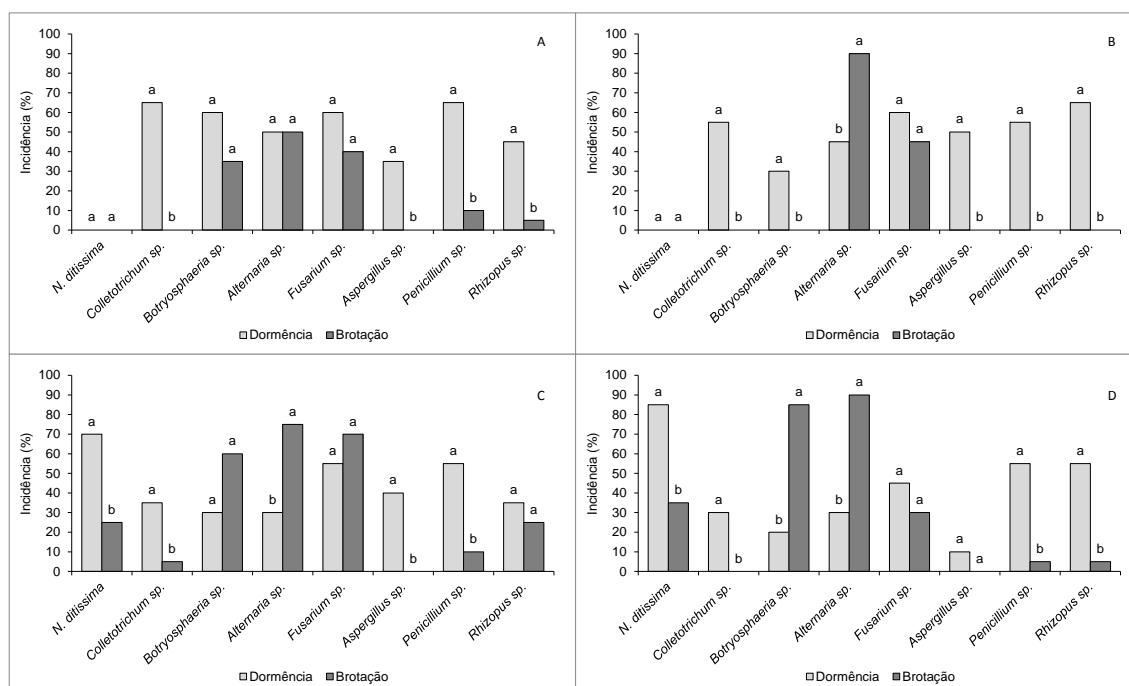 A
Incidência (%)
100
90
80
70
60
50
40
30
20
10
0
a a
a b
a a
a a
a a
a b
a b
a b
N. ditissima
Colletotrichum sp.
Botryosphaeria sp.
Alternaria sp.
Fusarium sp.
Aspergillus sp.
Penicillium sp.
Rhizopus sp.
Dormência Brotação
B
Incidência (%)
100
90
80
70
60
50
40
30
20
10
0
a a
a b
a b
b a
a b
a b
a b
a b
N. ditissima
Colletotrichum sp.
Botryosphaeria sp.
Alternaria sp.
Fusarium sp.
Aspergillus sp.
Penicillium sp.
Rhizopus sp.
Dormência Brotação
C
Incidência (%)
100
90
80
70
60
50
40
30
20
10
0
a b
a b
a a
b a
a a
a b
a b
a a
N. ditissima
Colletotrichum sp.
Botryosphaeria sp.
Alternaria sp.
Fusarium sp.
Aspergillus sp.
Penicillium sp.
Rhizopus sp.
Dormência Brotação
D
Incidência (%)
100
90
80
70
60
50
40
30
20
10
0
a b
a b
b a
b a
a a
a a
a b
a b
N. ditissima
Colletotrichum sp.
Botryosphaeria sp.
Alternaria sp.
Fusarium sp.
Aspergillus sp.
Penicillium sp.
Rhizopus sp.
Dormência Brotação